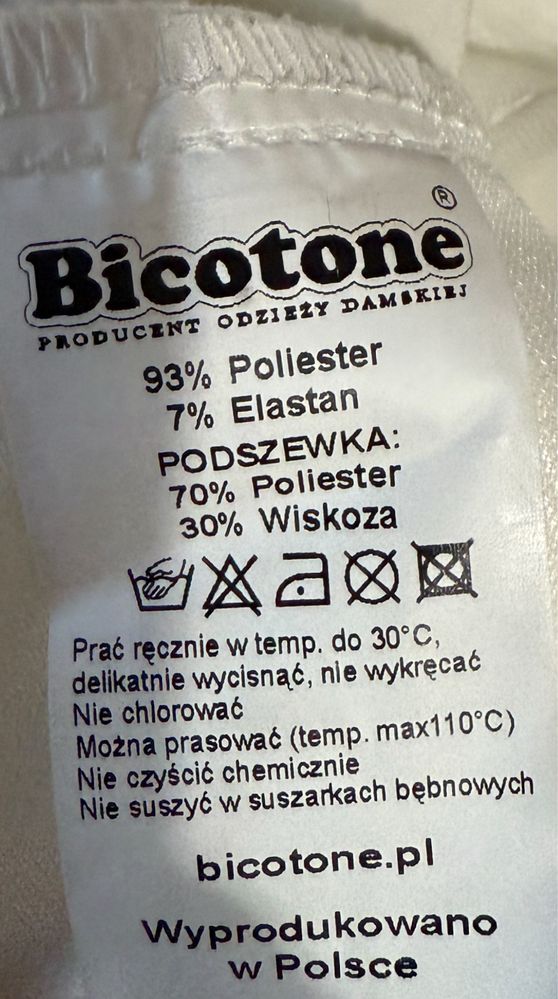 ®
Bicotone
PRODUCENT ODZIEŻY DAMSKIEJ
93% Poliester
7% Elastan
PODSZEWKA:
70% Poliester
30% Wiskoza
Prać ręcznie w temp. do 30°C,
delikatnie wycisnąć, nie wykręcać
Nie chlorować
Można prasować (temp. max110°C)
Nie czyścić chemicznie
Nie suszyć w suszarkach bębnowych
bicotone.pl
Wyprodukowano
w Polsce